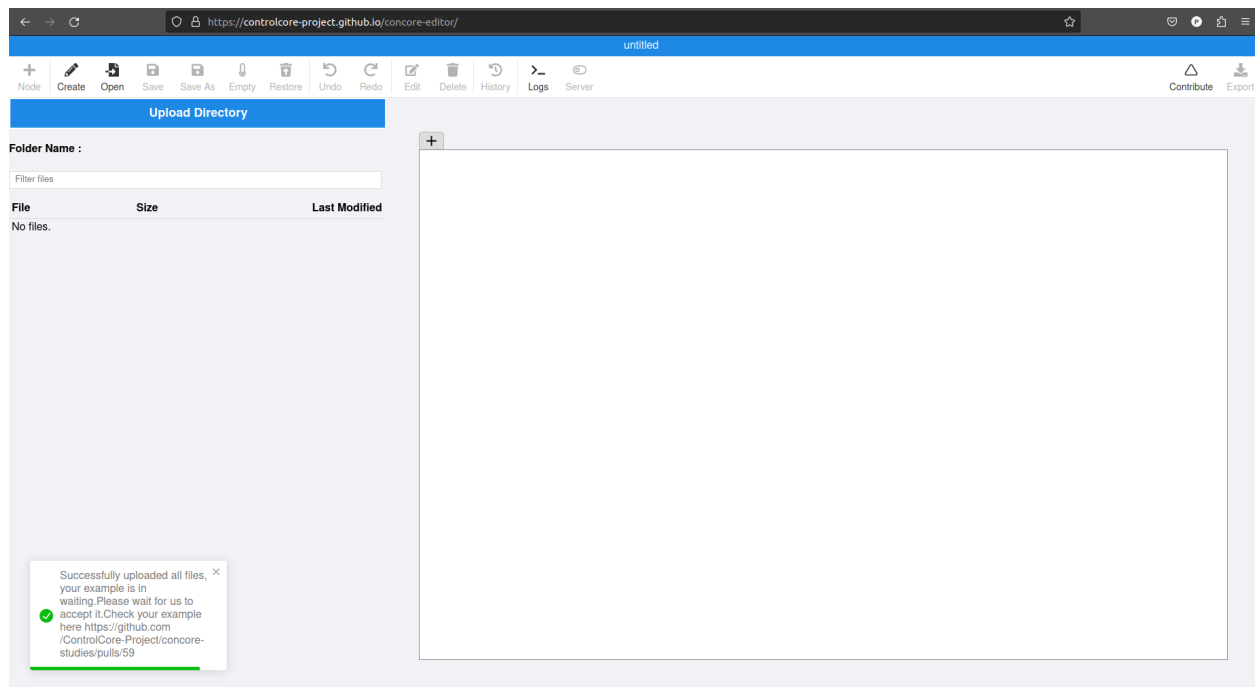 https://controlcore-project.github.io/concore-editor/
untitled
Node Create Open Save Save As Empty Restore Undo Redo Edit Delete History Logs Server Contribute Export
Upload Directory
Folder Name :
Filter files
File Size Last Modified
No files.
Successfully uploaded all files,
your example is in
waiting.Please wait for us to
accept it.Check your example
here https://github.com
/ControlCore-Project/concore-
studies/pulls/59